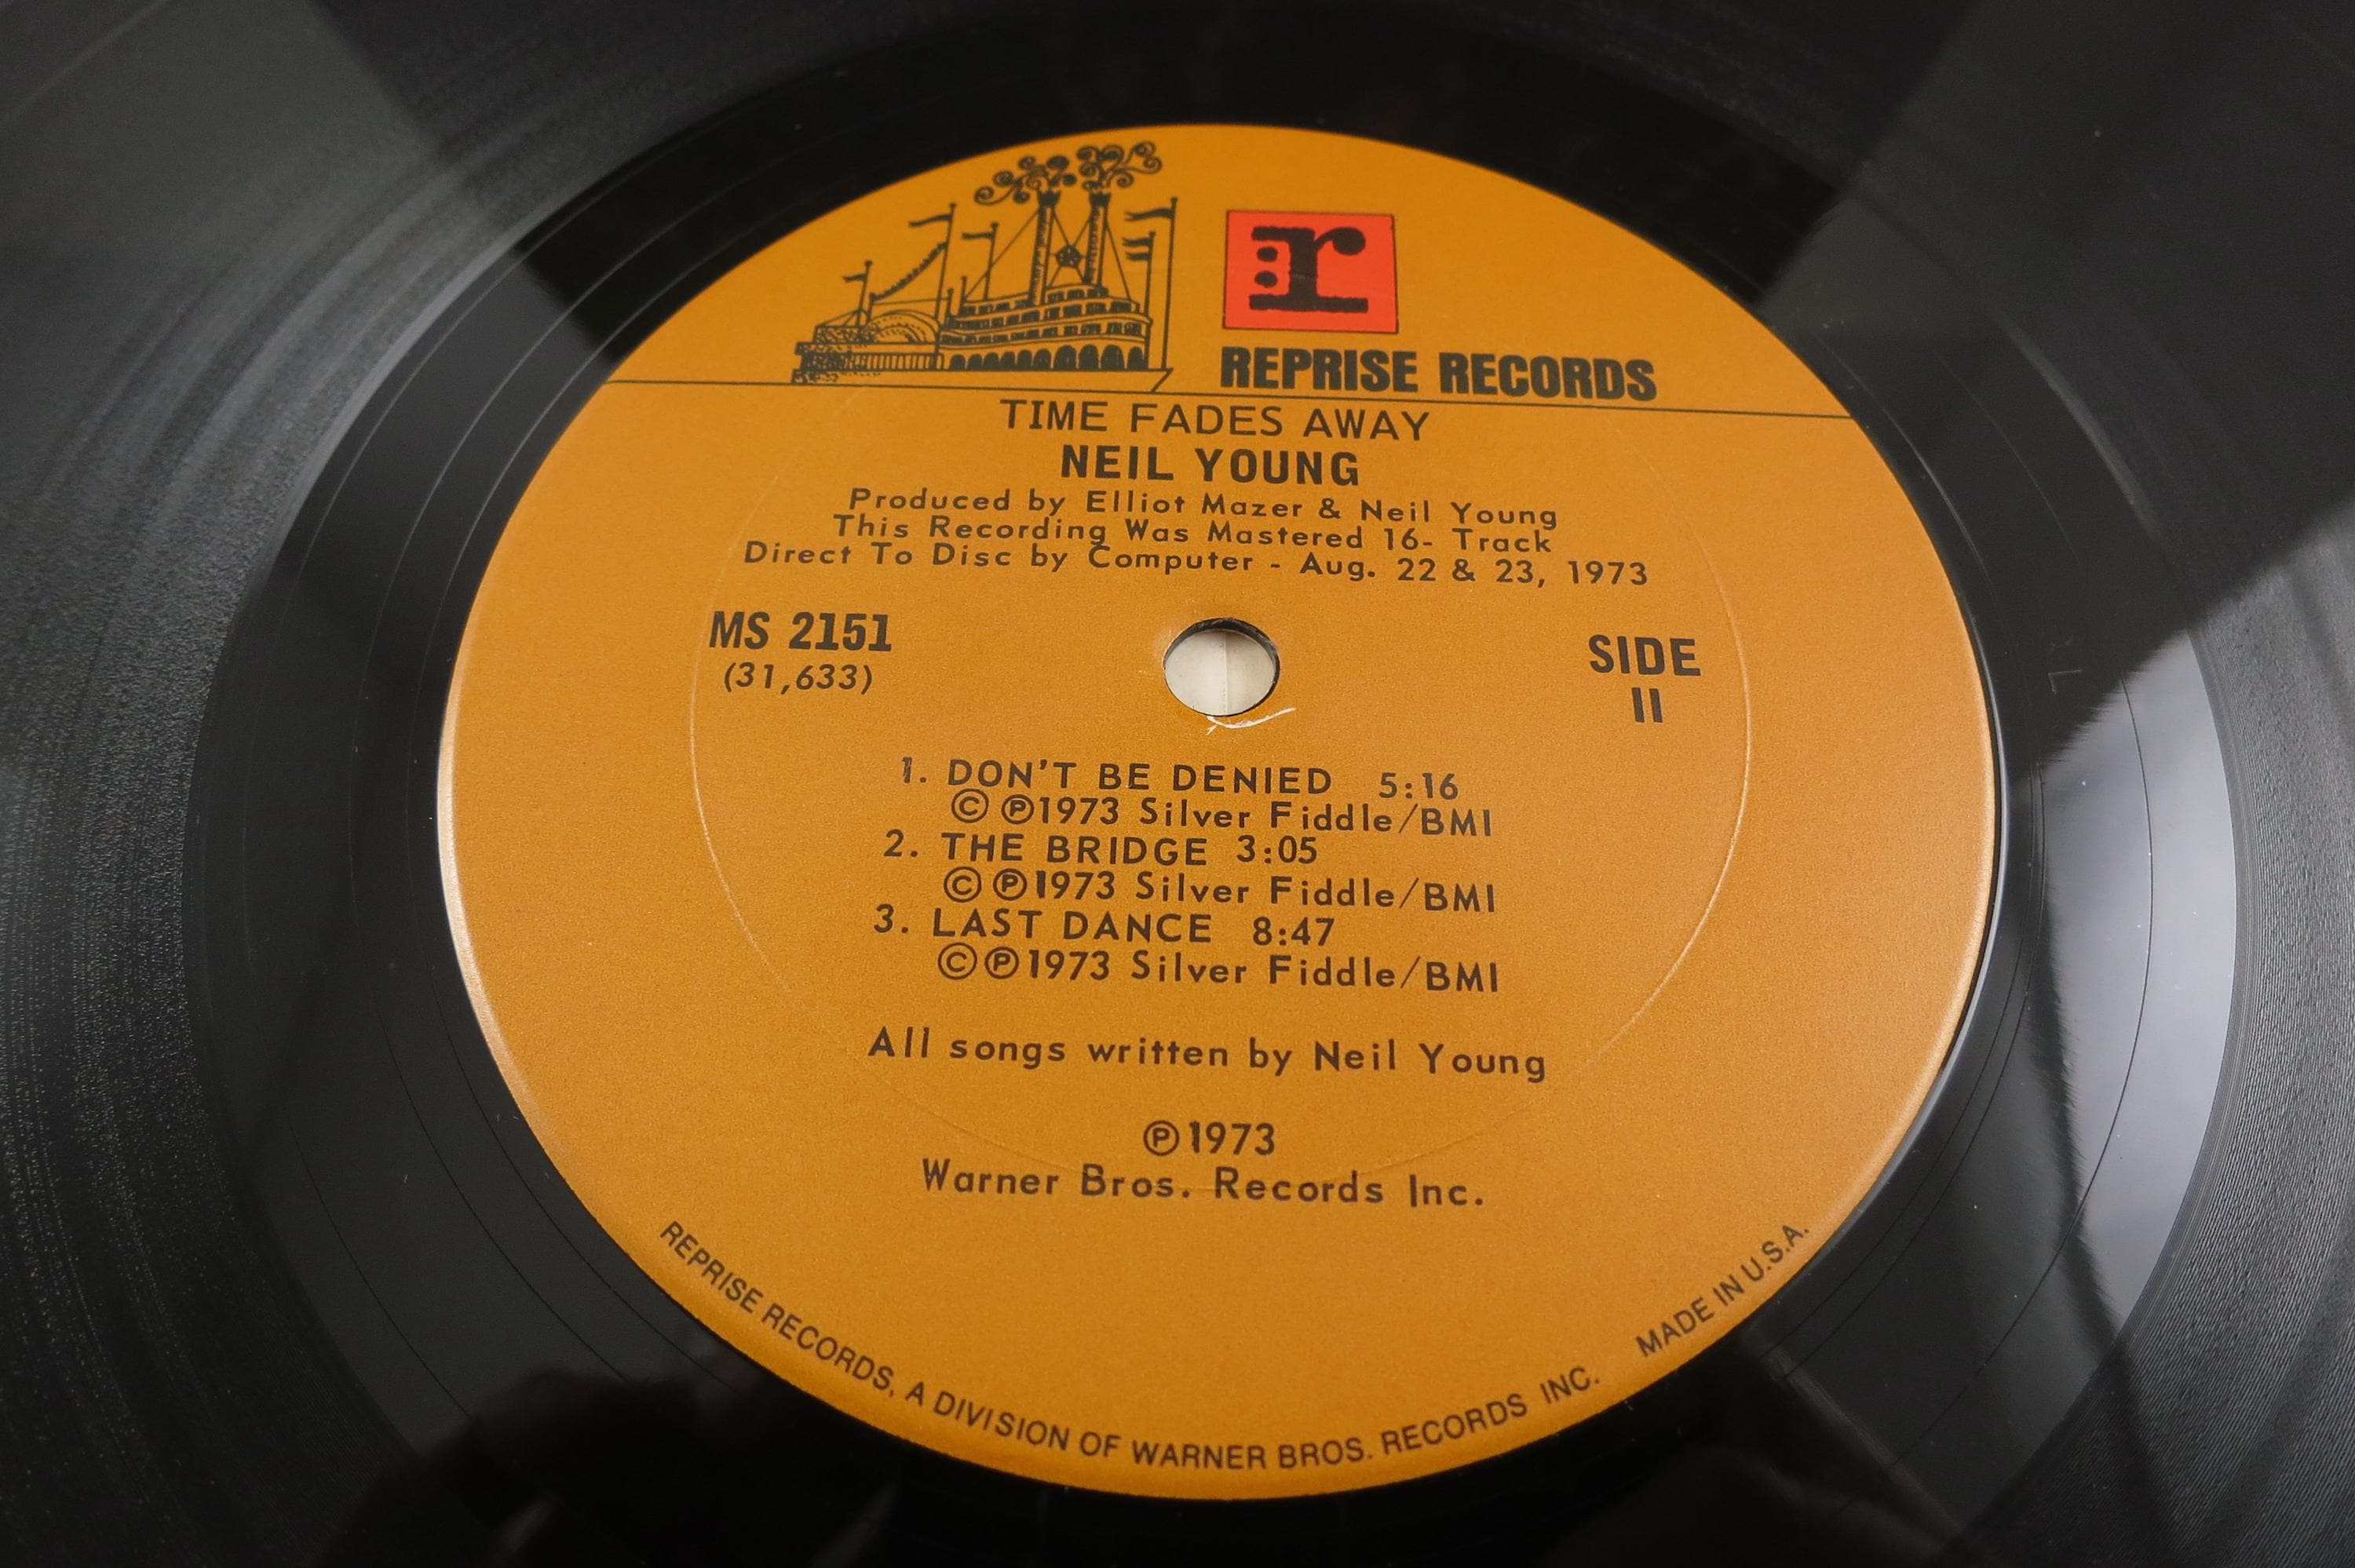 r
REPRISE RECORDS
TIME FADES AWAY
NEIL YOUNG
Produced by Elliot Mazer & Neil Young
This Recording Was Mastered 16- Track
Direct To Disc by Computer - Aug. 22 & 23, 1973
MS 2151
(31,633)
SIDE
II
1. DON'T BE DENIED 5:16
© ℗1973 Silver Fiddle/BMI
2. THE BRIDGE 3:05
© ℗1973 Silver Fiddle/BMI
3. LAST DANCE 8:47
© ℗1973 Silver Fiddle/BMI
All songs written by Neil Young
℗1973
Warner Bros. Records Inc.
REPRISE RECORDS, A DIVISION OF WARNER BROS. RECORDS INC. MADE IN U.S.A.